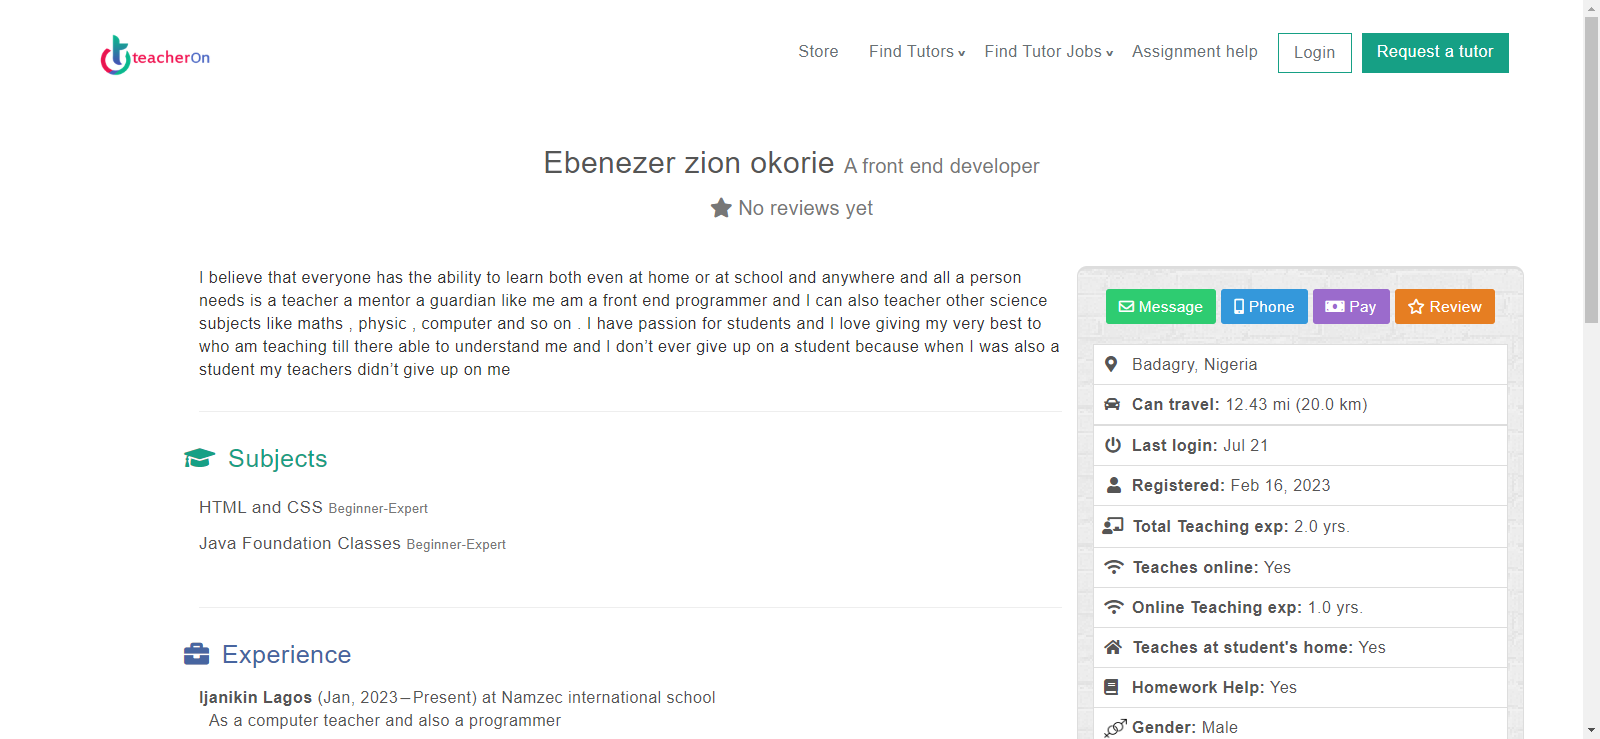 teacherOn
Store Find Tutors Find Tutor Jobs Assignment help Login Request a tutor
Ebenezer zion okorie A front end developer
No reviews yet
I believe that everyone has the ability to learn both even at home or at school and anywhere and all a person
needs is a teacher a mentor a guardian like me am a front end programmer and I can also teacher other science
subjects like maths , physic , computer and so on . I have passion for students and I love giving my very best to
who am teaching till there able to understand me and I don’t ever give up on a student because when I was also a
student my teachers didn’t give up on me
Subjects
HTML and CSS Beginner-Expert
Java Foundation Classes Beginner-Expert
Experience
Ijanikin Lagos (Jan, 2023–Present) at Namzec international school
As a computer teacher and also a programmer
Message Phone Pay Review
Badagry, Nigeria
Can travel: 12.43 mi (20.0 km)
Last login: Jul 21
Registered: Feb 16, 2023
Total Teaching exp: 2.0 yrs.
Teaches online: Yes
Online Teaching exp: 1.0 yrs.
Teaches at student's home: Yes
Homework Help: Yes
Gender: Male